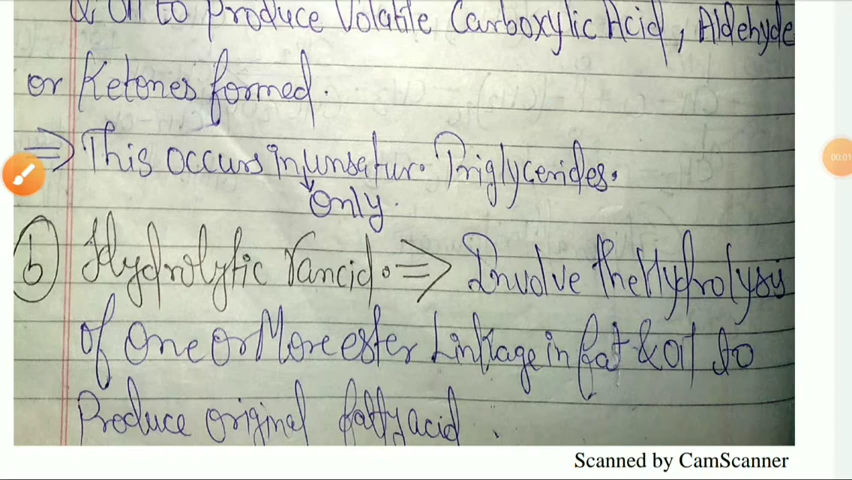 & Oil to Produce Volatile Carboxylic Acid, Aldehyde
or Ketones formed.
⇒ This occurs in unsatur. Triglycerides.
Only.
(b) Hydrolytic rancid. ⇒ Involve the Hydrolysis
of One Or More ester Linkage in fat & oil to
Produce original fatty acid.
00:01
Scanned by CamScanner